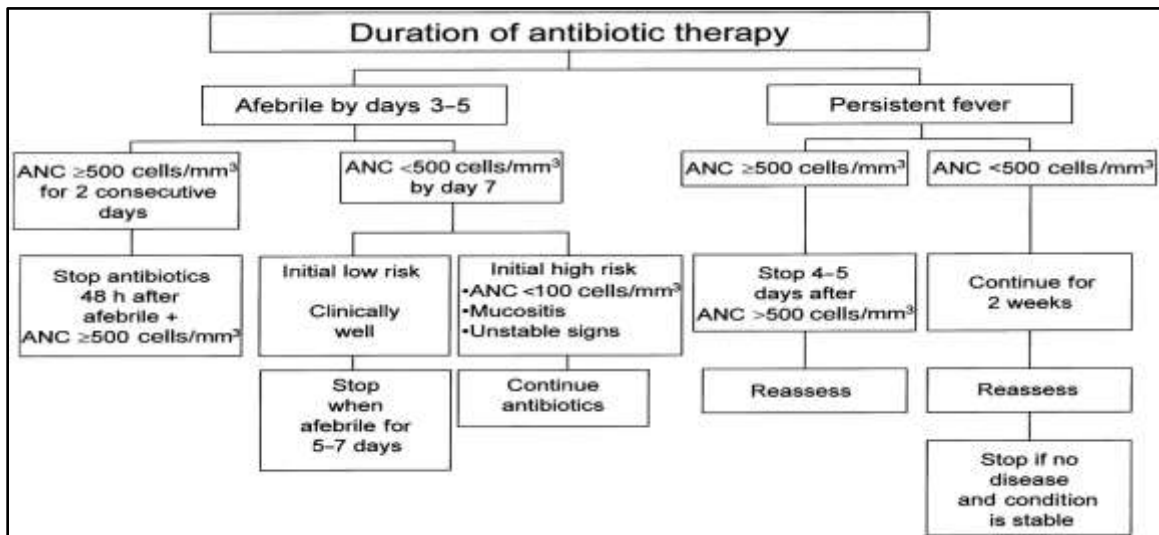 Duration of antibiotic therapy
Afebrile by days 3–5
Persistent fever
ANC ≥500 cells/mm³
for 2 consecutive
days
ANC <500 cells/mm³
by day 7
ANC ≥500 cells/mm³
ANC <500 cells/mm³
Stop antibiotics
48 h after
afebrile +
ANC ≥500 cells/mm³
Initial low risk
Clinically
well
Initial high risk
•ANC <100 cells/mm³
•Mucositis
•Unstable signs
Stop 4–5
days after
ANC >500 cells/mm³
Continue for
2 weeks
Stop
when
afebrile for
5–7 days
Continue
antibiotics
Reassess
Reassess
Stop if no
disease
and condition
is stable